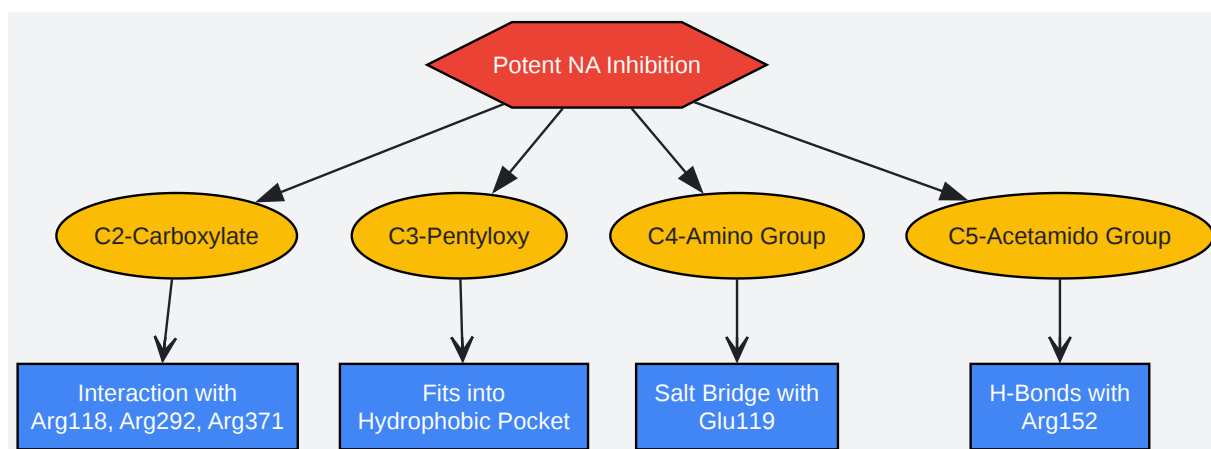 Potent NA Inhibition
C2-Carboxylate
C3-Pentyloxy
C4-Amino Group
C5-Acetamido Group
Interaction with
Arg118, Arg292, Arg371
Fits into
Hydrophobic Pocket
Salt Bridge with
Glu119
H-Bonds with
Arg152